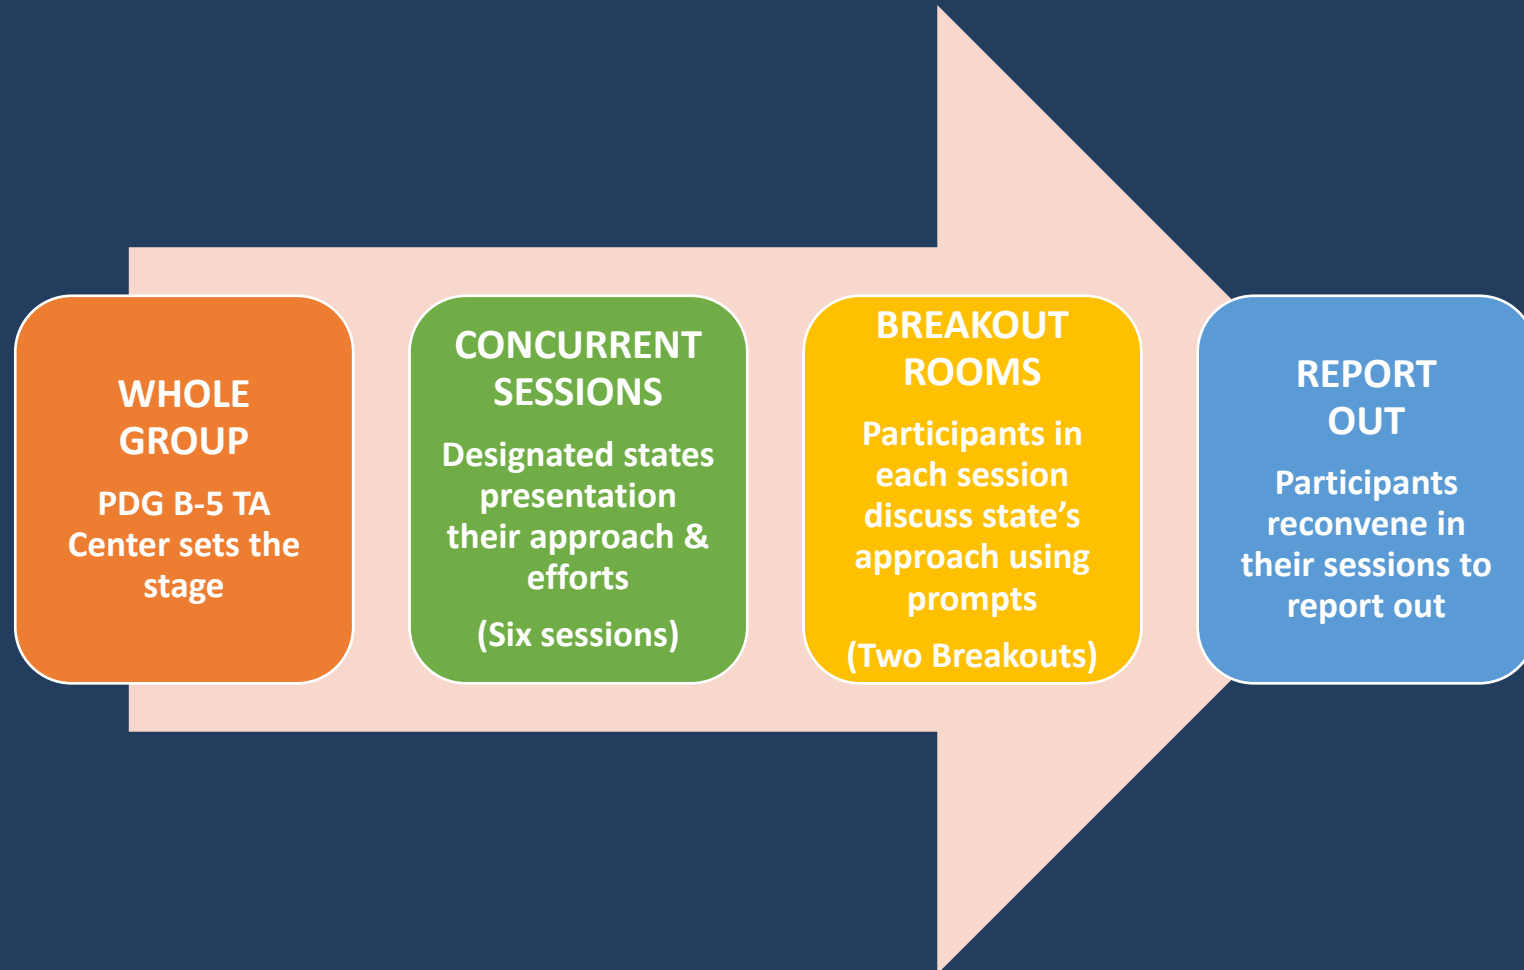 WHOLE
GROUP
PDG B-5 TA
Center sets the
stage
CONCURRENT
SESSIONS
Designated states
presentation
their approach &
efforts
(Six sessions)
BREAKOUT
ROOMS
Participants in
each session
discuss state’s
approach using
prompts
(Two Breakouts)
REPORT
OUT
Participants
reconvene in
their sessions to
report out